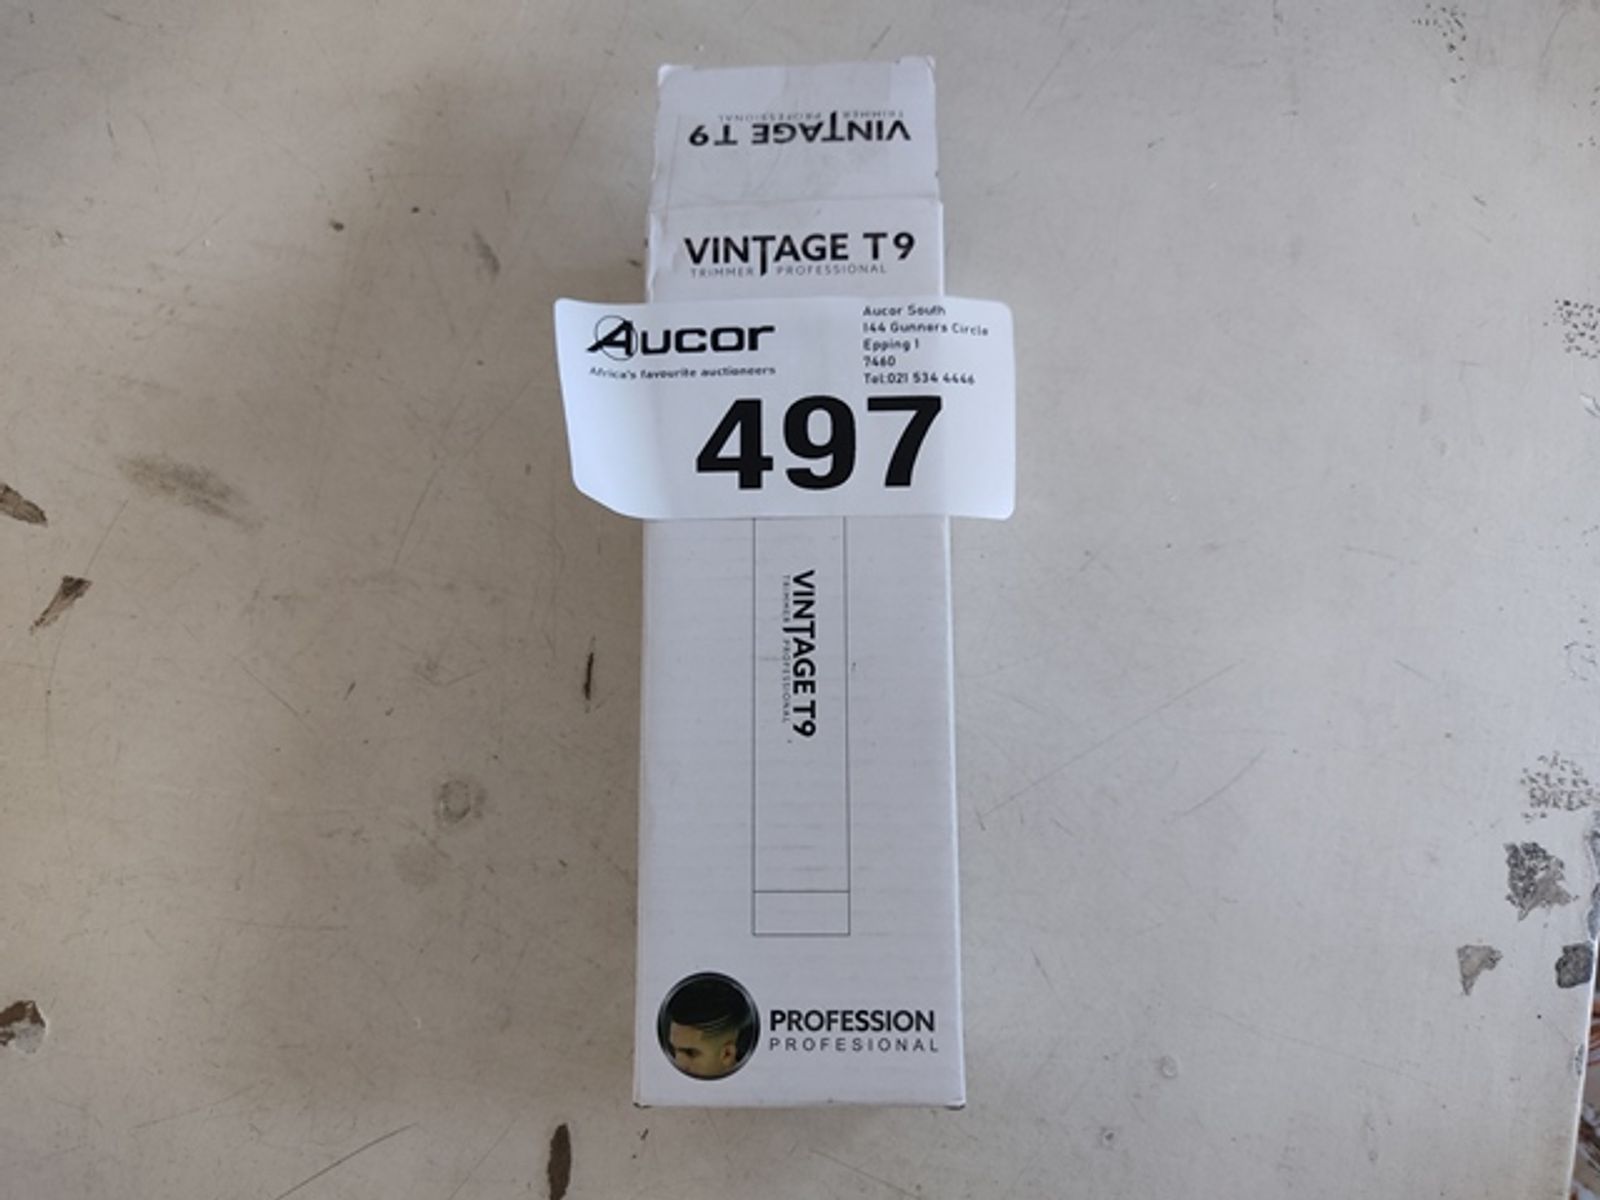 VINTAGE T9
TRIMMER PROFESSIONAL
VINTAGE T9
TRIMMER PROFESSIONAL
Aucor
Africa's favourite auctioneers
Aucor South
144 Gunners Circle
Epping 1
7460
Tel:021 534 4446
497
VINTAGE T9
TRIMMER PROFESSIONAL
PROFESSION
PROFESIONAL